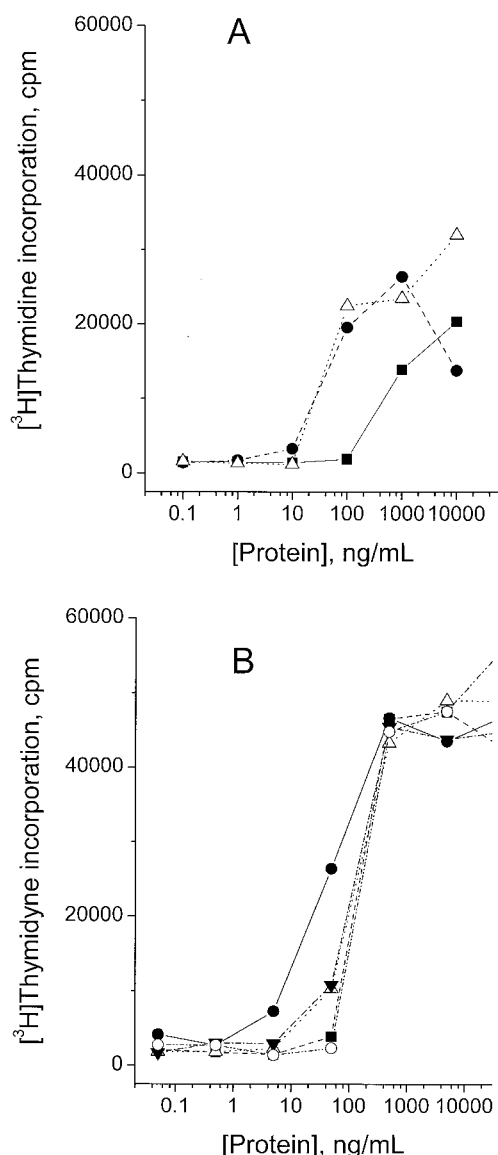 A
60000
40000
20000
0
[³H]Thymidine incorporation, cpm
0.1 1 10 100 1000 10000
[Protein], ng/mL
B
60000
40000
20000
0
[³H]Thymidyne incorporation, cpm
0.1 1 10 100 1000 10000
[Protein], ng/mL